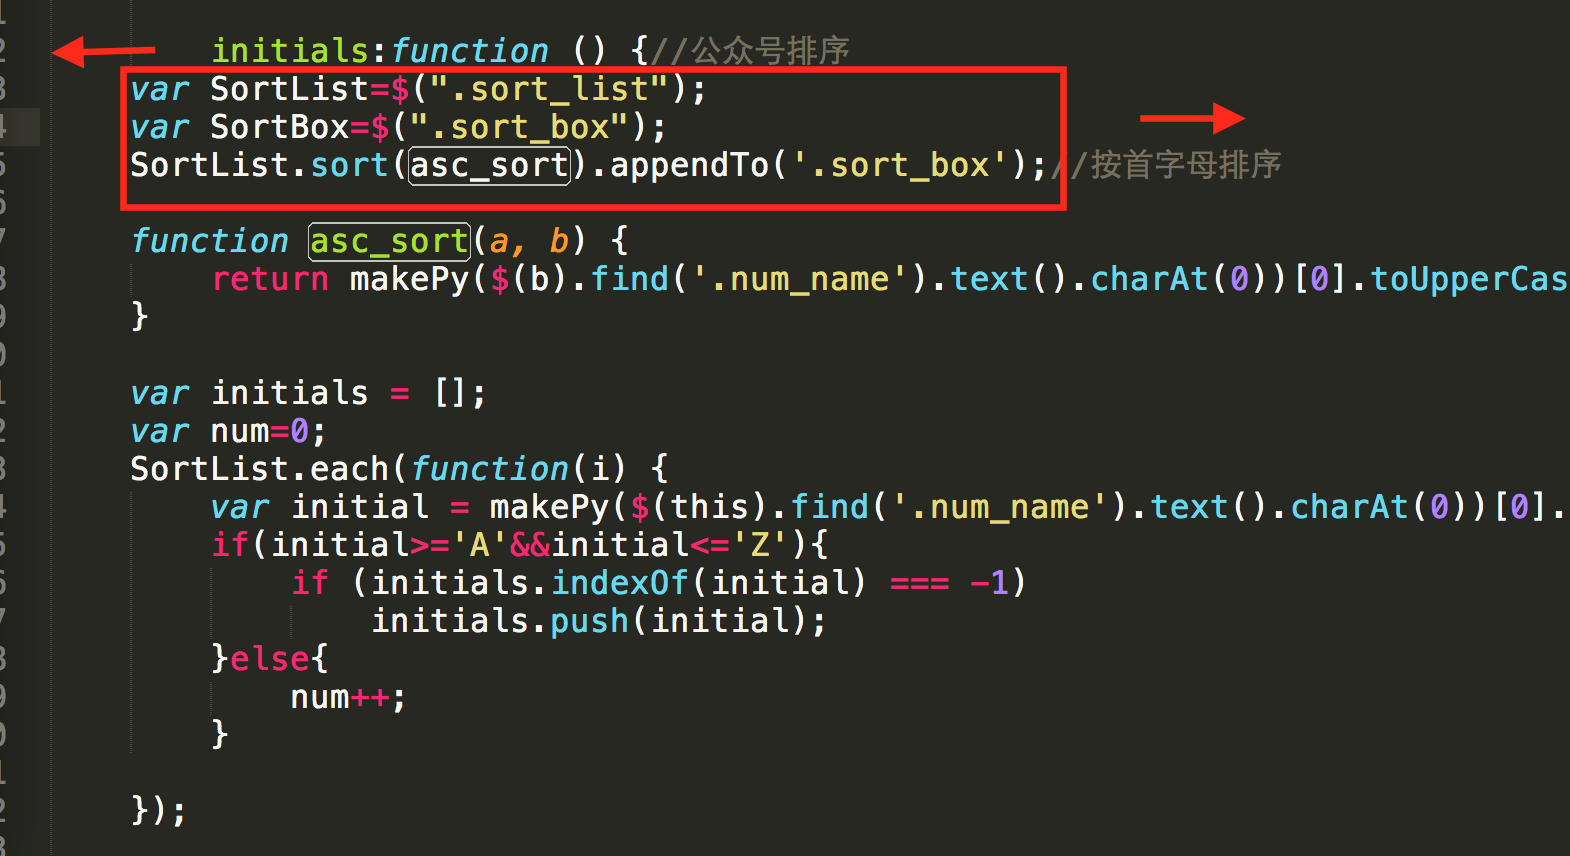 initials:function () {//公众号排序
var SortList=$(".sort_list");
var SortBox=$(".sort_box");
SortList.sort(asc_sort).appendTo('.sort_box');//按首字母排序
function asc_sort(a, b) {
return makePy($(b).find('.num_name').text().charAt(0))[0].toUpperCas
}
var initials = [];
var num=0;
SortList.each(function(i) {
var initial = makePy($(this).find('.num_name').text().charAt(0))[0].
if(initial>='A'&&initial<='Z'){
if (initials.indexOf(initial) === -1)
initials.push(initial);
}else{
num++;
}
});